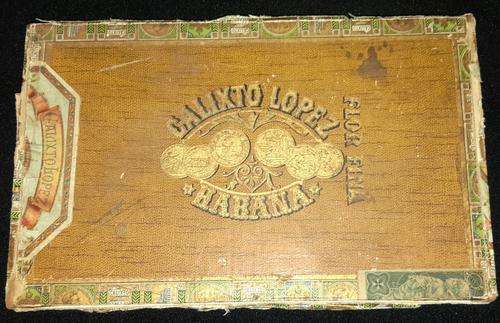 CALIXTO LOPEZ
HABANA
FLOR FINA
CALIXTO LOPEZ